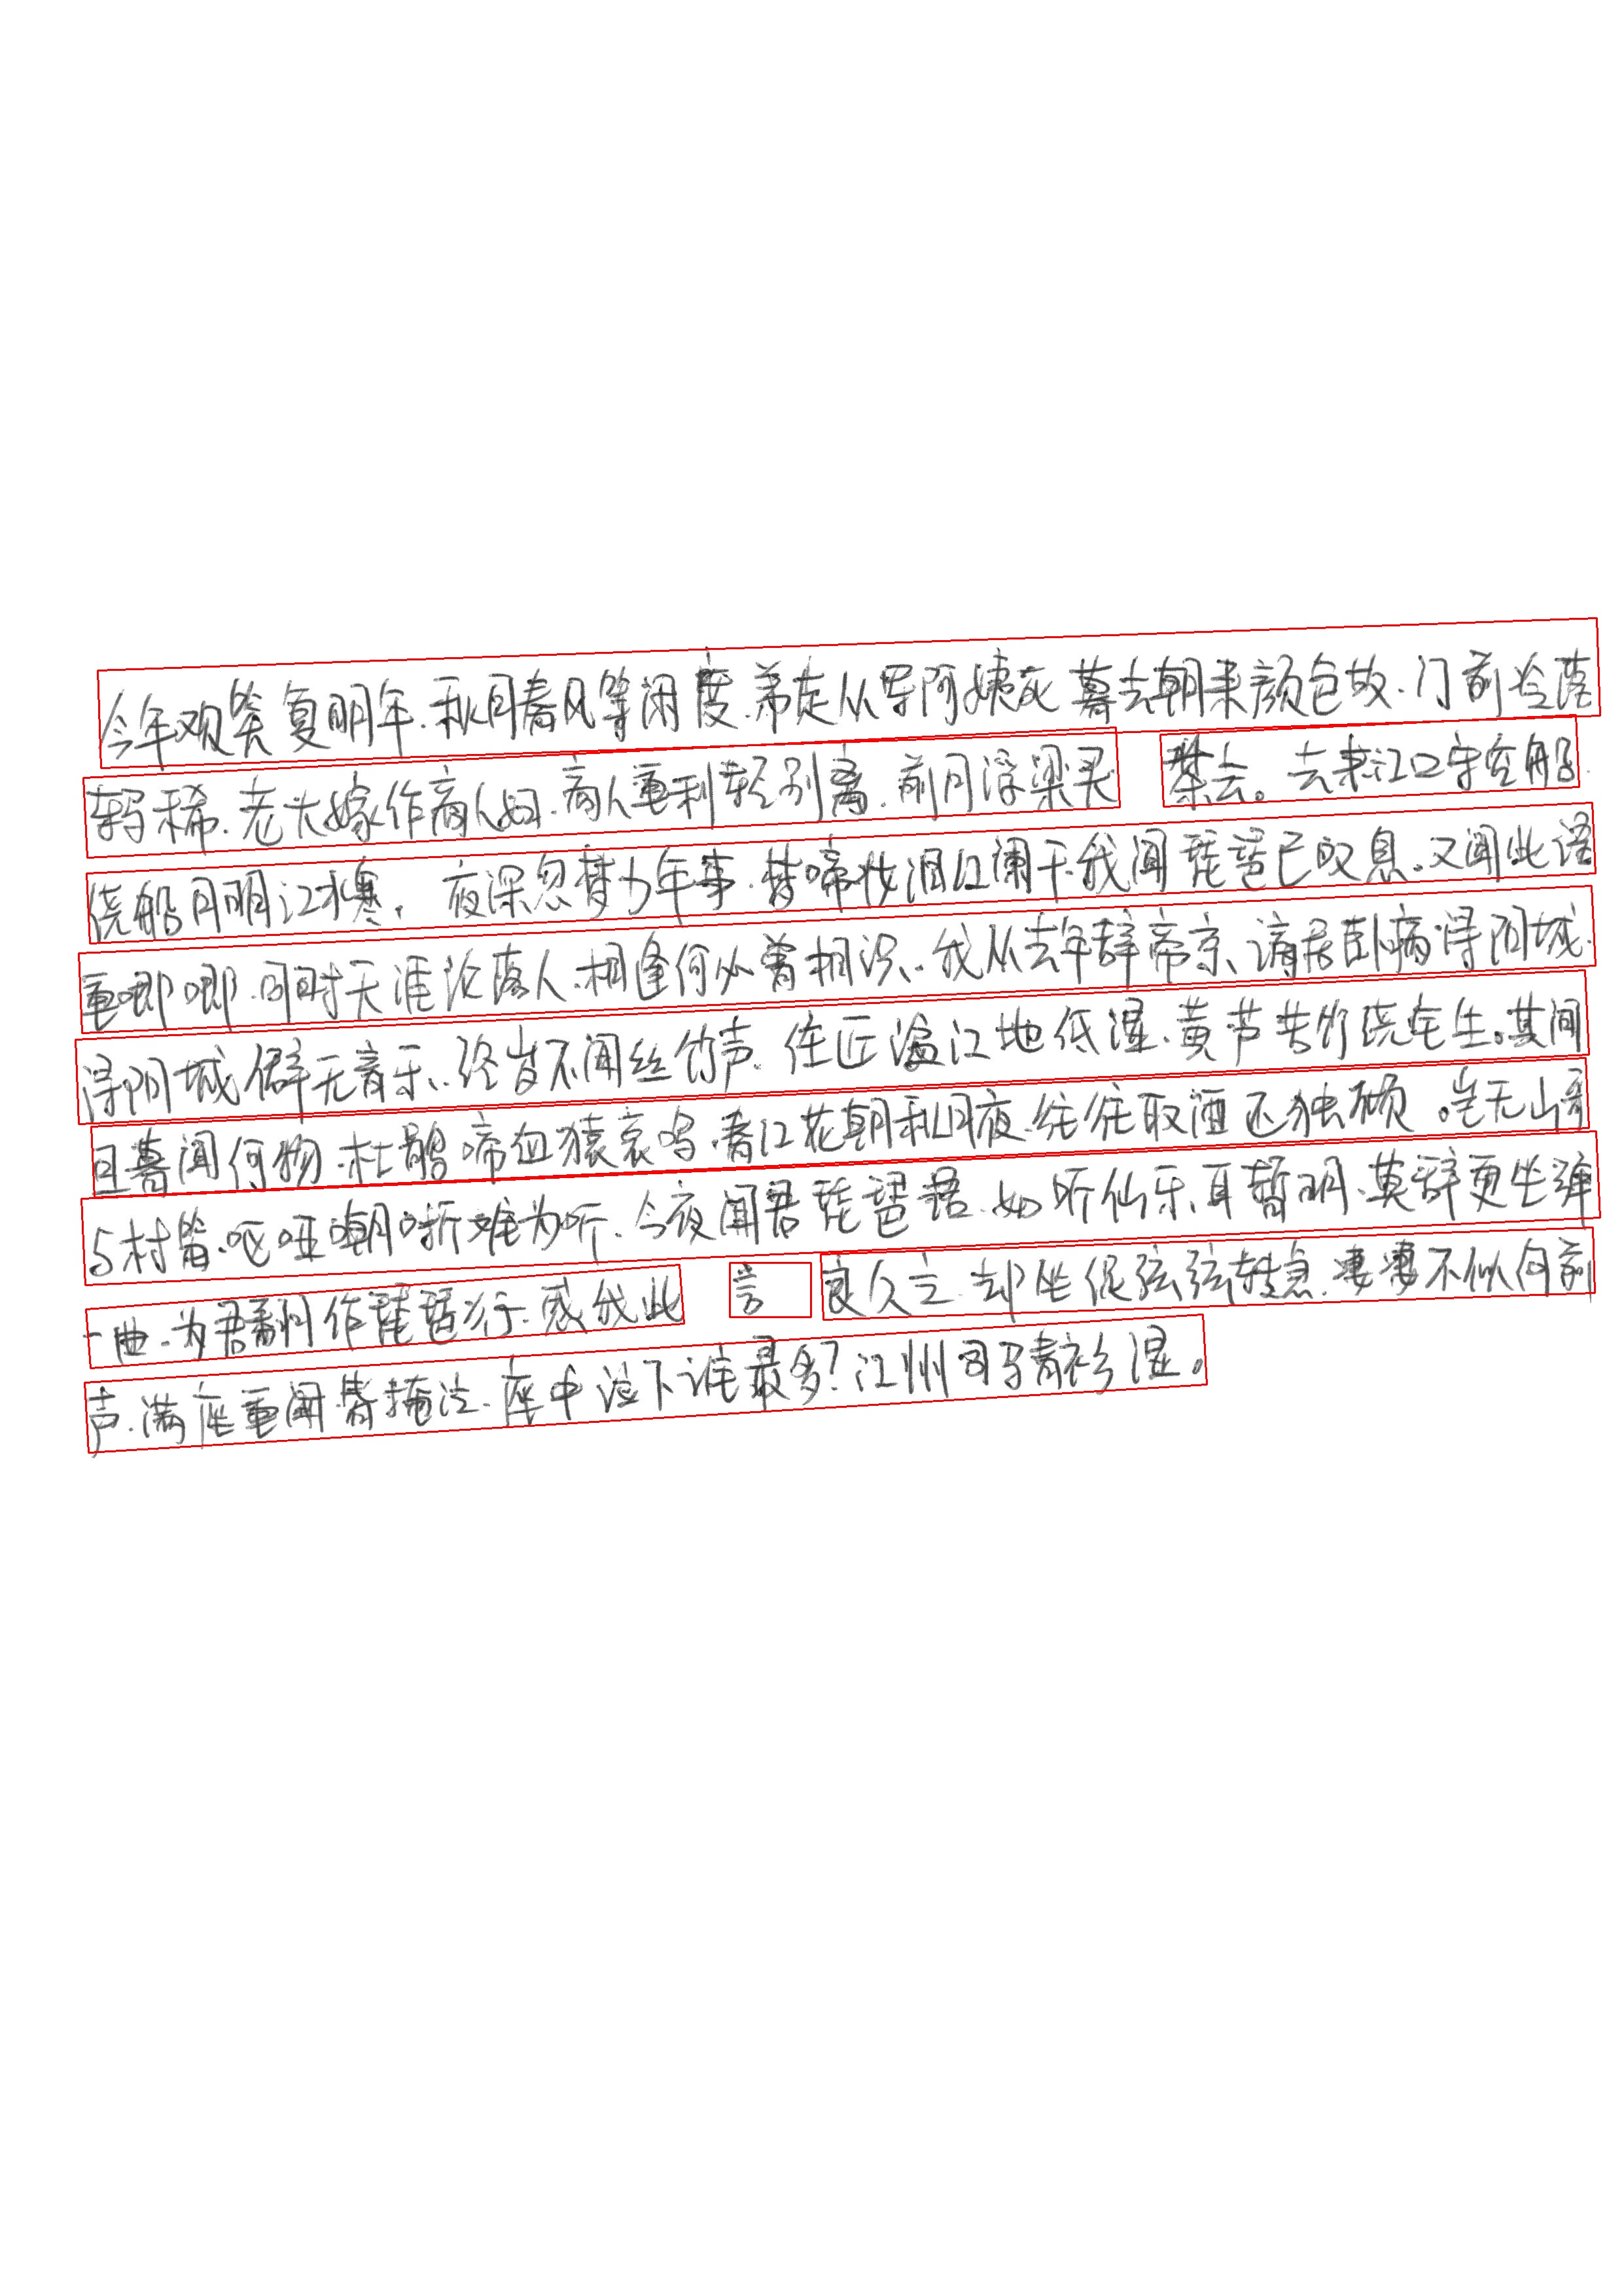 今年观笑复明年.秋月春风等闲度.弟走从军阿姨死 暮去朝来颜色故.门前冷落
鞍马稀.老大嫁作商人妇.商人重利轻别离.前月浮梁买 茶去。去来江口守空船.
绕船月明江水寒, 夜深忽梦少年事.梦啼妆泪红阑干.我闻琵琶已叹息.又闻此语
重唧唧.同时天涯沦落人.相逢何必曾相识.我从去年辞帝京、谪居卧病浔阳城.
浔阳城僻无音乐.终岁不闻丝竹声.住近湓江地低湿.黄芦苦竹绕宅生。其间
旦暮闻何物.杜鹃啼血猿哀鸣.春江花朝秋月夜.往往取酒还独倾。岂无山歌
与村笛.呕哑嘲哳难为听.今夜闻君琵琶语.如听仙乐耳暂明.莫辞更坐弹
一曲.为君翻作琵琶行.感我此 言 良久立.却坐促弦弦转急.凄凄不似向前
声.满座重闻皆掩泣.座中泣下谁最多?江州司马青衫湿。